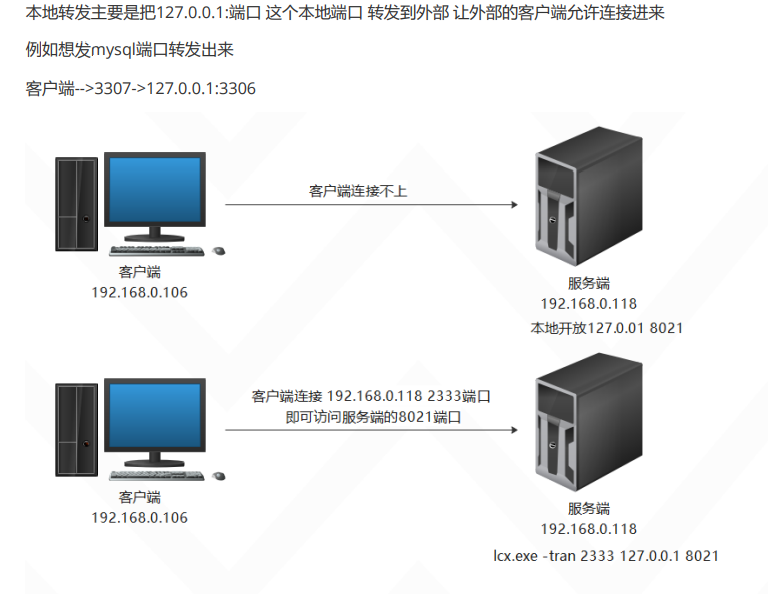 本地转发主要是把127.0.0.1:端口 这个本地端口 转发到外部 让外部的客户端允许连接进来
例如想发mysql端口转发出来
客户端-->3307->127.0.0.1:3306
客户端连接不上
客户端
192.168.0.106
服务端
192.168.0.118
本地开放127.0.01 8021
客户端连接 192.168.0.118 2333端口
即可访问服务端的8021端口
客户端
192.168.0.106
服务端
192.168.0.118
lcx.exe -tran 2333 127.0.0.1 8021